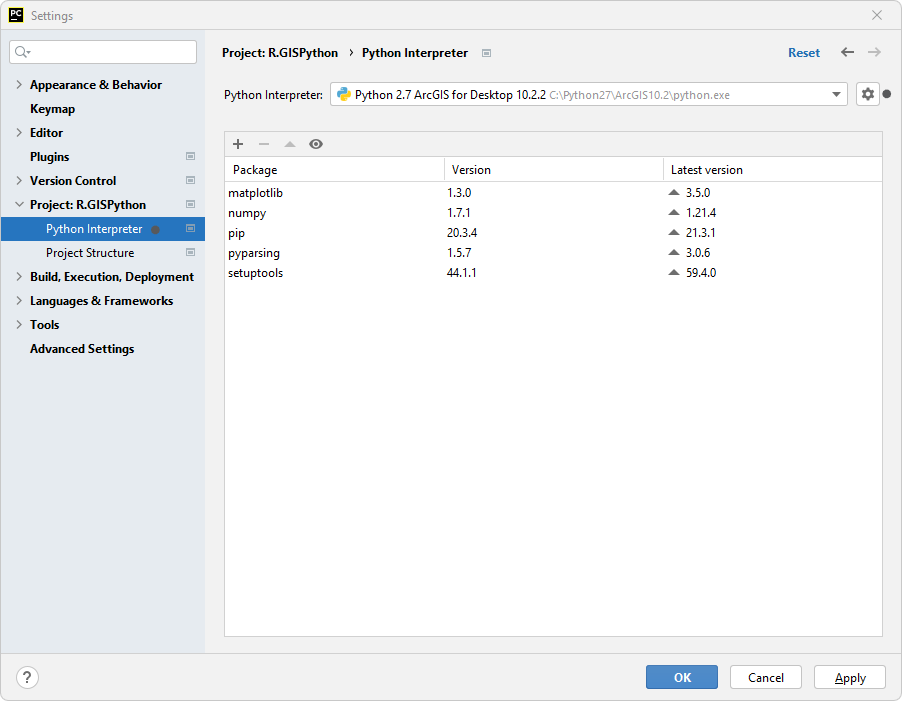 PC Settings
Project: R.GISPython › Python Interpreter Reset
Appearance & Behavior
Keymap
Editor
Plugins
Version Control
Project: R.GISPython
Python Interpreter
Project Structure
Build, Execution, Deployment
Languages & Frameworks
Tools
Advanced Settings
Python Interpreter: Python 2.7 ArcGIS for Desktop 10.2.2 C:\Python27\ArcGIS10.2\python.exe
Package Version Latest version
matplotlib 1.3.0 3.5.0
numpy 1.7.1 1.21.4
pip 20.3.4 21.3.1
pyparsing 1.5.7 3.0.6
setuptools 44.1.1 59.4.0
? OK Cancel Apply